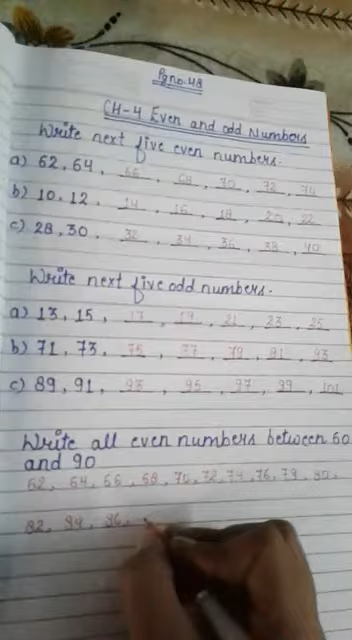 Pg no. 48
CH-4 Even and odd Numbers
Write next five even numbers.
a) 62, 64, 66, 68, 70, 72, 74
b) 10, 12, 14, 16, 18, 20, 22
c) 28, 30, 32, 34, 36, 38, 40
Write next five odd numbers.
a) 13, 15, 17, 19, 21, 23, 25
b) 71, 73, 75, 77, 79, 81, 83
c) 89, 91, 93, 95, 97, 99, 101
Write all even numbers between 60
and 90
62, 64, 66, 68, 70, 72, 74, 76, 78, 80,
82, 84, 86,